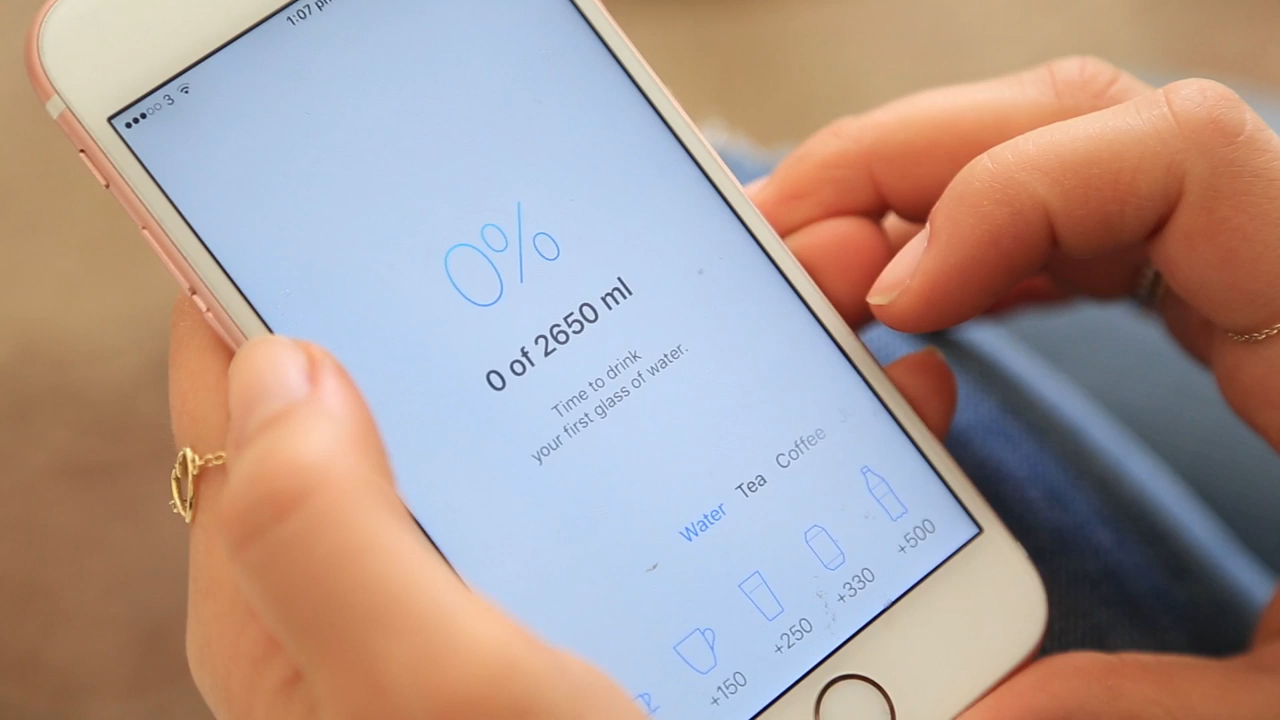 1:07 pm
3
0%
0 of 2650 ml
Time to drink
your first glass of water.
Water Tea Coffee
+150 +250 +330 +500